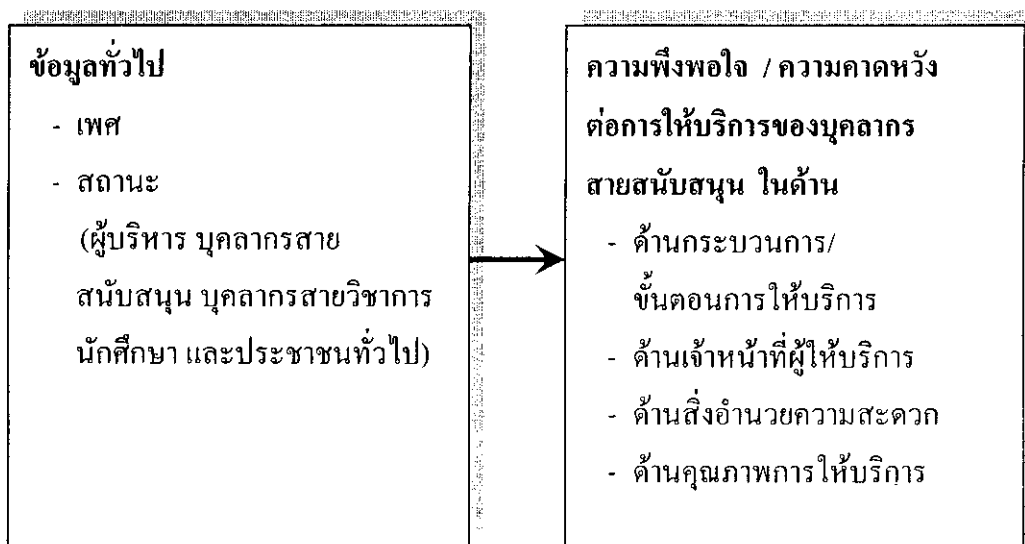 ข้อมูลทั่วไป
- เพศ
- สถานะ
(ผู้บริหาร บุคลากรสาย
สนับสนุน บุคลากรสายวิชาการ
นักศึกษา และประชาชนทั่วไป)
ความพึงพอใจ / ความคาดหวัง
ต่อการให้บริการของบุคลากร
สายสนับสนุน ในด้าน
- ด้านกระบวนการ/
ขั้นตอนการให้บริการ
- ด้านเจ้าหน้าที่ผู้ให้บริการ
- ด้านสิ่งอำนวยความสะดวก
- ด้านคุณภาพการให้บริการ